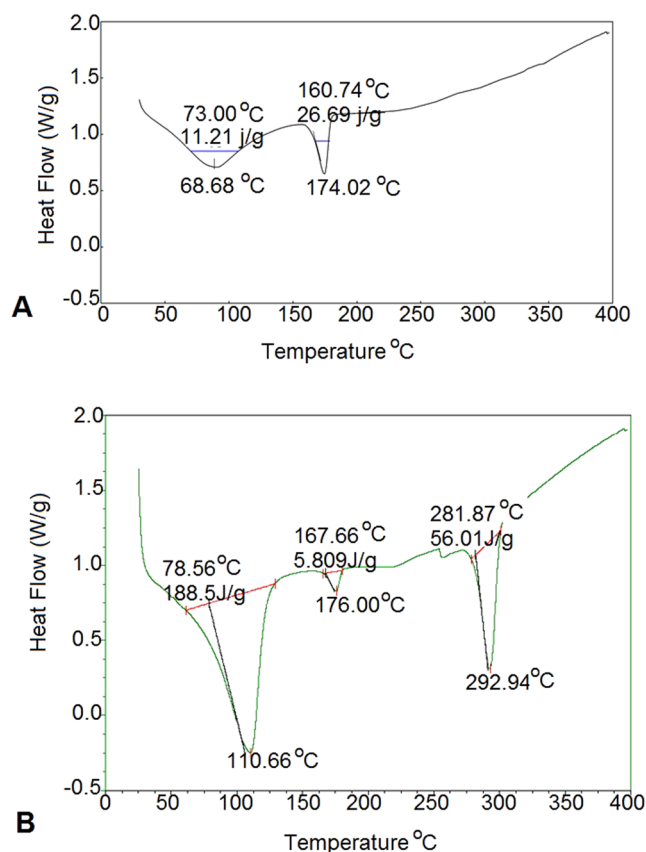 2.0
1.5
1.0
0.5
0.0
-0.5
Heat Flow (W/g)
73.00 °C
11.21 j/g
68.68 °C
160.74 °C
26.69 j/g
174.02 °C
0 50 100 150 200 250 300 350 400
Temperature °C
A
2.0
1.5
1.0
0.5
0.0
-0.5
Heat Flow (W/g)
78.56 °C
188.5J/g
110.66 °C
167.66 °C
5.809J/g
176.00 °C
281.87 °C
56.01J/g
292.94°C
0 50 100 150 200 250 300 350 400
Temperature °C
B